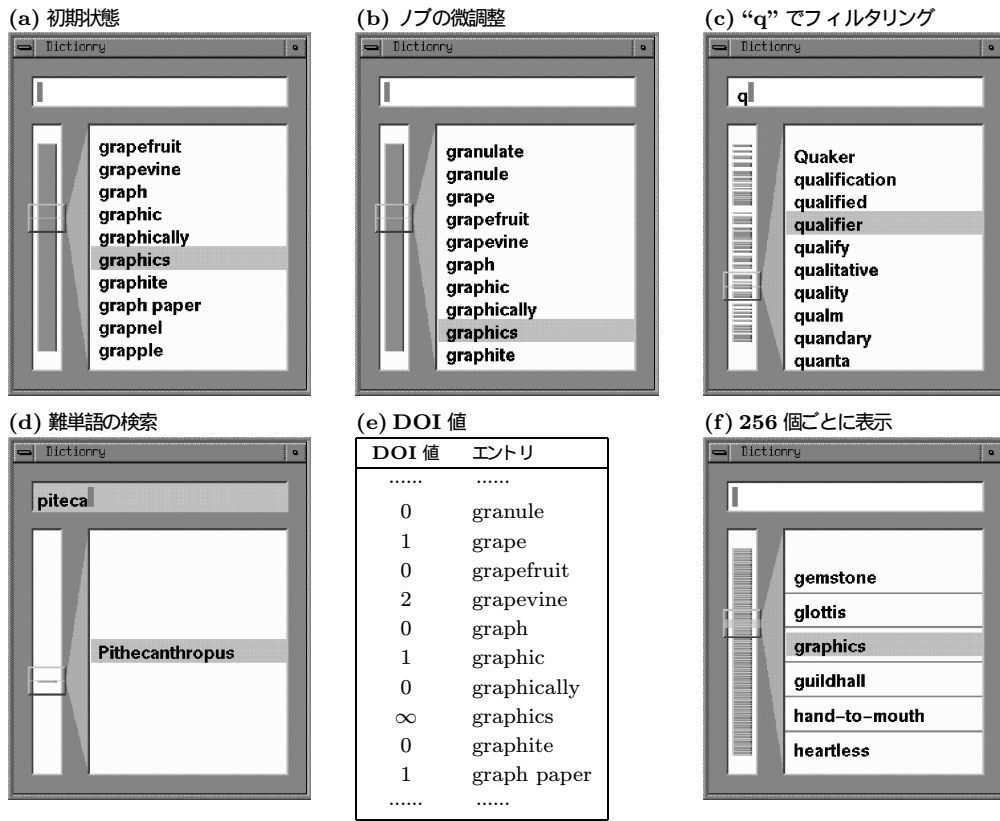 (a) 初期状態
Dictionry
grapefruit
grapevine
graph
graphic
graphically
graphics
graphite
graph paper
grapnel
grapple
(b) ノブの微調整
Dictionry
granulate
granule
grape
grapefruit
grapevine
graph
graphic
graphically
graphics
graphite
(c) “q” でフィルタリング
Dictionry
q
Quaker
qualification
qualified
qualifier
qualify
qualitative
quality
qualm
quandary
quanta
(d) 難単語の検索
Dictionry
piteca
Pithecanthropus
(e) DOI 値
DOI 値 エントリ
...... ......
0 granule
1 grape
0 grapefruit
2 grapevine
0 graph
1 graphic
0 graphically
∞ graphics
0 graphite
1 graph paper
...... ......
(f) 256 個ごとに表示
Dictionry
gemstone
glottis
graphics
guildhall
hand-to-mouth
heartless